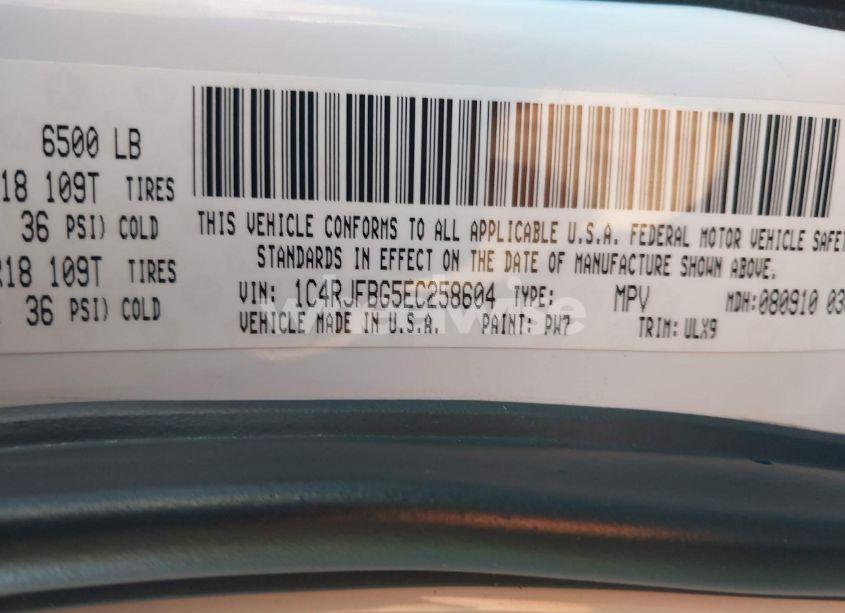 6500 LB
18 109T TIRES
36 PSI) COLD
R18 109T TIRES
36 PSI) COLD
THIS VEHICLE CONFORMS TO ALL APPLICABLE U.S.A. FEDERAL MOTOR VEHICLE SAFET
STANDARDS IN EFFECT ON THE DATE OF MANUFACTURE SHOWN ABOVE.
VIN: 1C4RJFBG5EC258604 TYPE: MPV MDH:080910 03
VEHICLE MADE IN U.S.A. PAINT: PW7 TRIM: ULX9